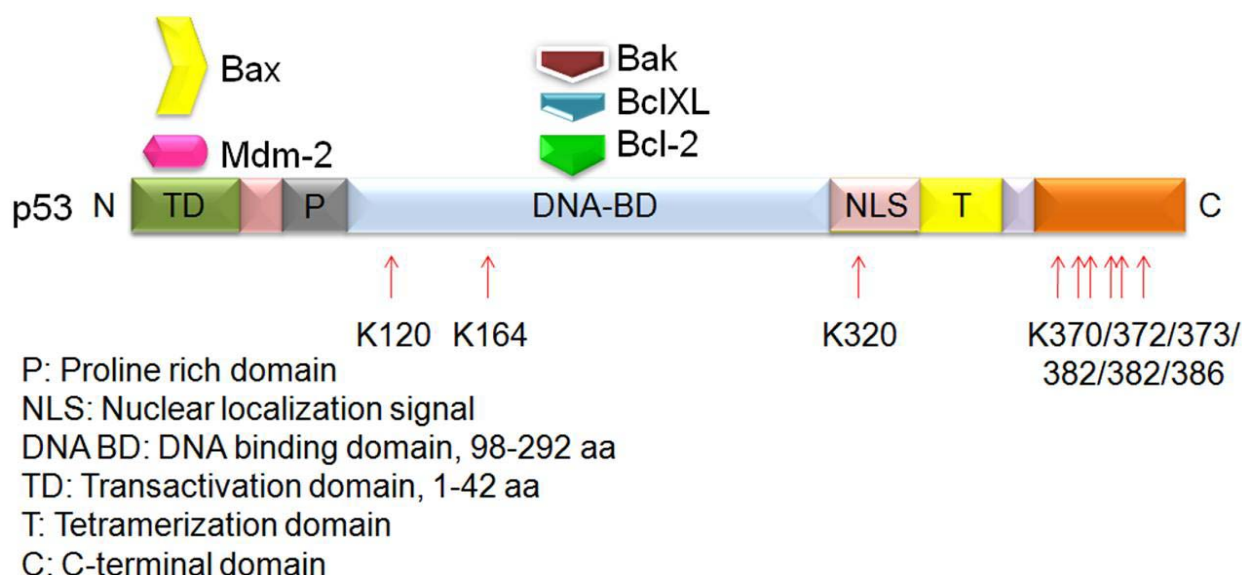 Bax
Mdm-2
Bak
BclXL
Bcl-2
p53 N TD P DNA-BD NLS T C
K120 K164 K320 K370/372/373/
382/382/386
P: Proline rich domain
NLS: Nuclear localization signal
DNA BD: DNA binding domain, 98-292 aa
TD: Transactivation domain, 1-42 aa
T: Tetramerization domain
C: C-terminal domain